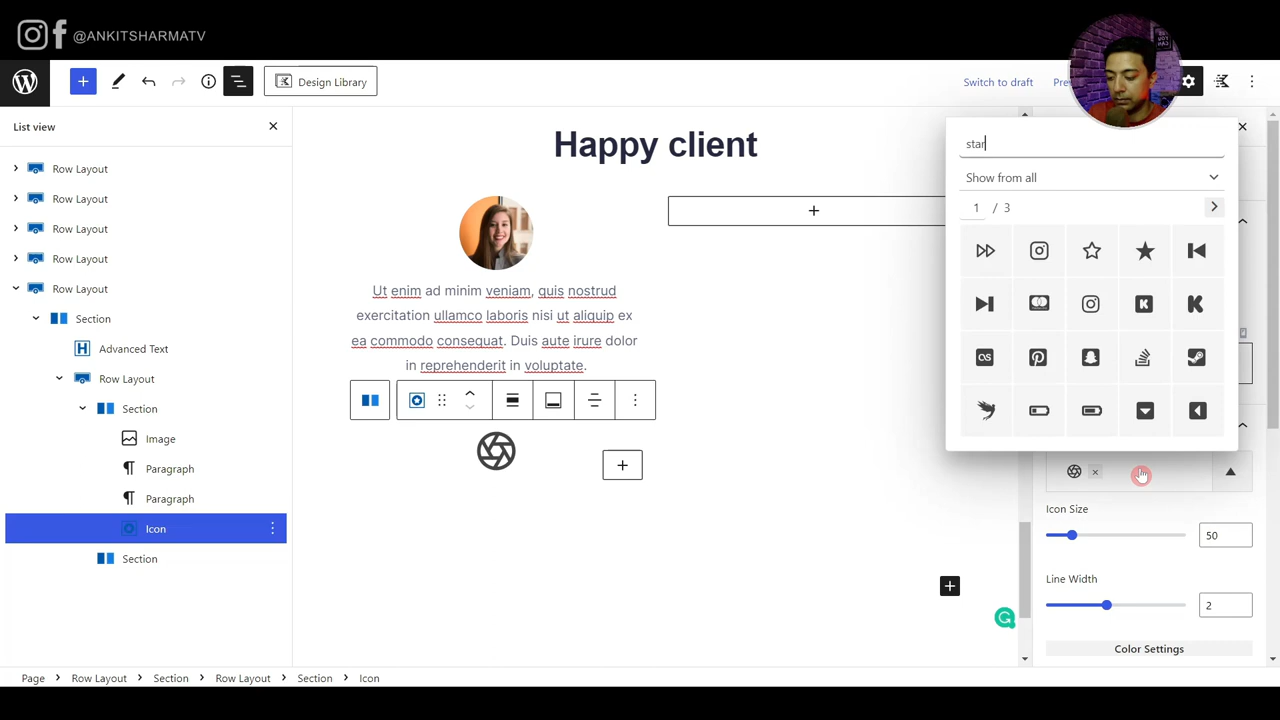 @ANKITSHARMATV
Design Library
Switch to draft
Pre
List view
Row Layout
Row Layout
Row Layout
Row Layout
Row Layout
Section
Advanced Text
Row Layout
Section
Image
Paragraph
Paragraph
Icon
Section
Happy client
Ut enim ad minim veniam, quis nostrud
exercitation ullamco laboris nisi ut aliquip ex
ea commodo consequat. Duis aute irure dolor
in reprehenderit in voluptate.
star
Show from all
1 / 3
Icon Size
50
Line Width
2
Color Settings
Page Row Layout Section Row Layout Section Icon